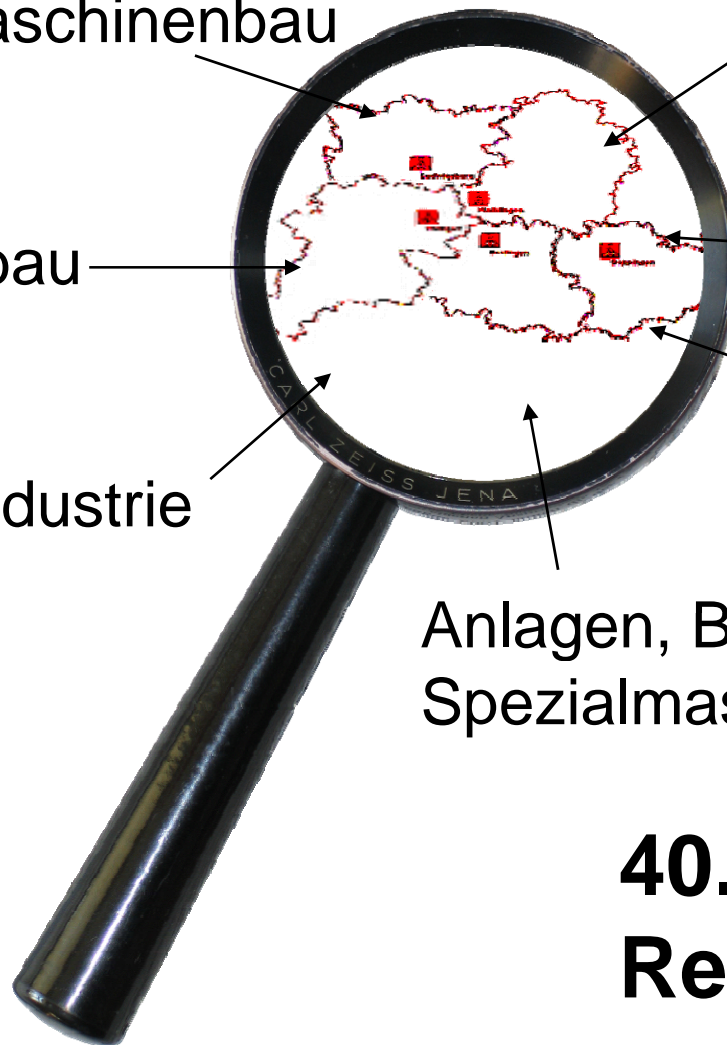 aschinenbau
bau
dustrie
CARL ZEISS JENA
Anlagen, B
Spezialmas
40.
Re